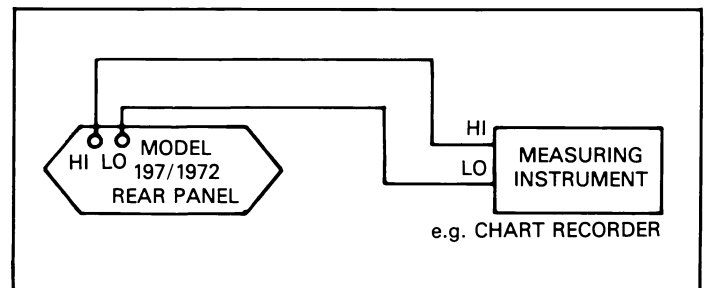 HI LO MODEL
197/1972
REAR PANEL
HI
LO
MEASURING
INSTRUMENT
e.g. CHART RECORDER